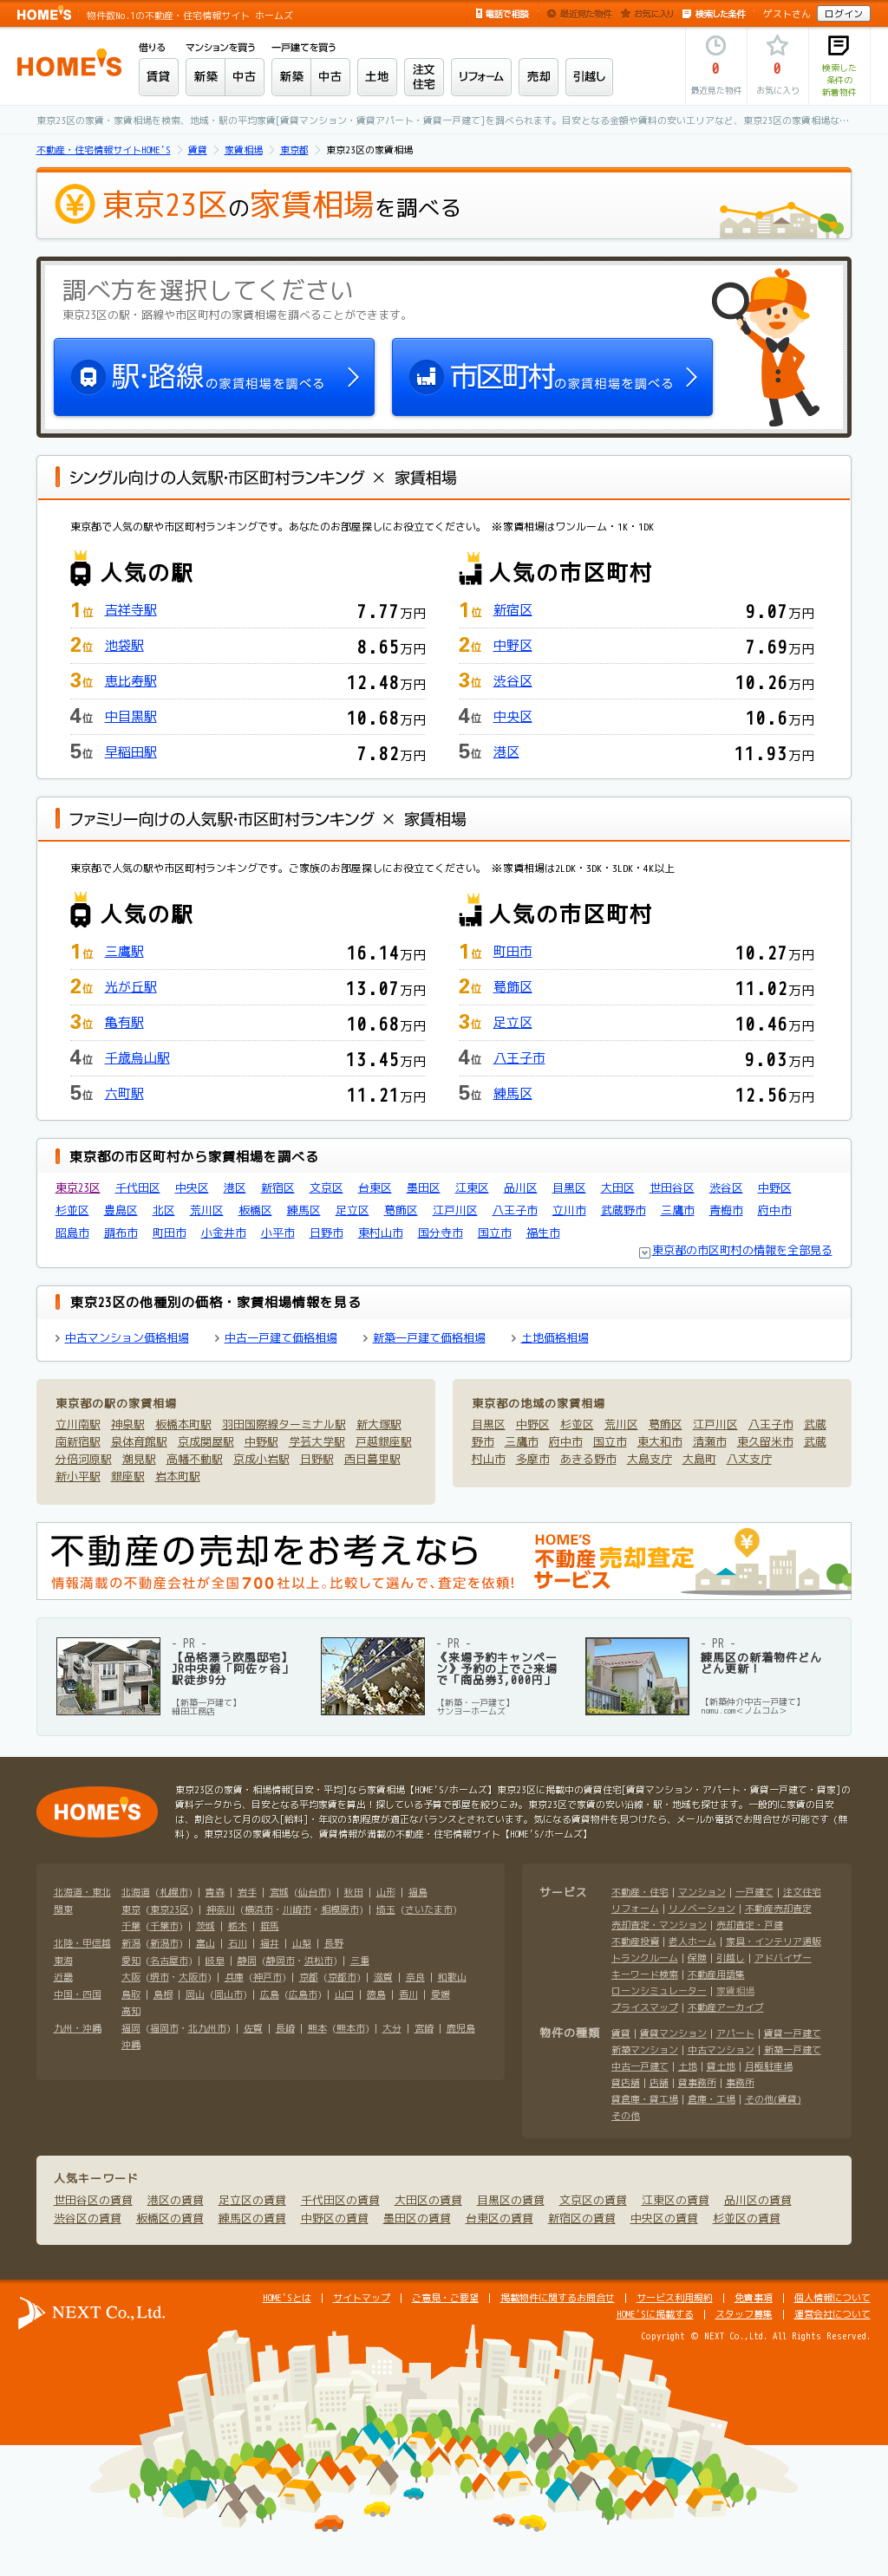 HOME'S 物件数No.1の不動産・住宅情報サイト ホームズ 電話で相談 最近見た物件 お気に入り 検索した条件 ゲストさん ログイン
HOME'S
借りる マンションを買う 一戸建てを買う
賃貸 新築 中古 新築 中古 土地 注文住宅 リフォーム 売却 引越し
0 最近見た物件
0 お気に入り
検索した条件の新着物件
東京23区の家賃・家賃相場を検索、地域・駅の平均家賃[賃貸マンション・賃貸アパート・賃貸一戸建て]を調べられます。目安となる金額や賃料の安いエリアなど、東京23区の家賃相場な…
不動産・住宅情報サイトHOME'S > 賃貸 > 家賃相場 > 東京都 > 東京23区の家賃相場
東京23区の家賃相場を調べる
調べ方を選択してください
東京23区の駅・路線や市区町村の家賃相場を調べることができます。
駅・路線の家賃相場を調べる
市区町村の家賃相場を調べる
シングル向けの人気駅・市区町村ランキング × 家賃相場
東京都で人気の駅や市区町村ランキングです。あなたのお部屋探しにお役立てください。 ※家賃相場はワンルーム・1K・1DK
人気の駅
1位 吉祥寺駅 7.77万円
2位 池袋駅 8.65万円
3位 恵比寿駅 12.48万円
4位 中目黒駅 10.68万円
5位 早稲田駅 7.82万円
人気の市区町村
1位 新宿区 9.07万円
2位 中野区 7.69万円
3位 渋谷区 10.26万円
4位 中央区 10.6万円
5位 港区 11.93万円
ファミリー向けの人気駅・市区町村ランキング × 家賃相場
東京都で人気の駅や市区町村ランキングです。ご家族のお部屋探しにお役立てください。 ※家賃相場は2LDK・3DK・3LDK・4K以上
人気の駅
1位 三鷹駅 16.14万円
2位 光が丘駅 13.07万円
3位 亀有駅 10.68万円
4位 千歳烏山駅 13.45万円
5位 六町駅 11.21万円
人気の市区町村
1位 町田市 10.27万円
2位 葛飾区 11.02万円
3位 足立区 10.46万円
4位 八王子市 9.03万円
5位 練馬区 12.56万円
東京都の市区町村から家賃相場を調べる
東京23区 千代田区 中央区 港区 新宿区 文京区 台東区 墨田区 江東区 品川区 目黒区 大田区 世田谷区 渋谷区 中野区
杉並区 豊島区 北区 荒川区 板橋区 練馬区 足立区 葛飾区 江戸川区 八王子市 立川市 武蔵野市 三鷹市 青梅市 府中市
昭島市 調布市 町田市 小金井市 小平市 日野市 東村山市 国分寺市 国立市 福生市
東京都の市区町村の情報を全部見る
東京23区の他種別の価格・家賃相場情報を見る
中古マンション価格相場 中古一戸建て価格相場 新築一戸建て価格相場 土地価格相場
東京都の駅の家賃相場
立川南駅 神泉駅 板橋本町駅 羽田国際線ターミナル駅 新大塚駅
南新宿駅 泉体育館駅 京成関屋駅 中野駅 学芸大学駅 戸越銀座駅
分倍河原駅 潮見駅 高幡不動駅 京成小岩駅 日野駅 西日暮里駅
新小平駅 銀座駅 岩本町駅
東京都の地域の家賃相場
目黒区 中野区 杉並区 荒川区 葛飾区 江戸川区 八王子市 武蔵
野市 三鷹市 府中市 国立市 東大和市 清瀬市 東久留米市 武蔵
村山市 多摩市 あきる野市 大島支庁 大島町 八丈支庁
不動産の売却をお考えなら
情報満載の不動産会社が全国700社以上。比較して選んで、査定を依頼!
HOME'S
不動産売却査定
サービス
- PR -
【品格漂う欧風邸宅】
JR中央線「阿佐ヶ谷」
駅徒歩9分
【新築一戸建て】
細田工務店
- PR -
《来場予約キャンペー
ン》予約の上でご来場
で「商品券3,000円」
【新築・一戸建て】
サンヨーホームズ
- PR -
練馬区の新着物件どん
どん更新!
【新築仲介中古一戸建て】
nomu.com＜ノムコム＞
HOME'S
東京23区の家賃・相場情報[目安・平均]なら家賃相場【HOME'S/ホームズ】東京23区に掲載中の賃貸住宅[賃貸マンション・アパート・賃貸一戸建て・貸家]の
賃料データから、目安となる平均家賃を算出！探している予算で部屋を絞りこみ。東京23区で家賃の安い沿線・駅・地域も探せます。一般的に家賃の目安
は、割合として月の収入[給料]・年収の3割程度が適正なバランスとされています。気になる賃貸物件を見つけたら、メールか電話でお問合せが可能です（無
料）。東京23区の家賃相場なら、賃貸情報が満載の不動産・住宅情報サイト【HOME'S/ホームズ】
北海道・東北 北海道 (札幌市) | 青森 | 岩手 | 宮城 (仙台市) | 秋田 | 山形 | 福島
関東 東京 (東京23区) | 神奈川 (横浜市・川崎市・相模原市) | 埼玉 (さいたま市)
千葉 (千葉市) | 茨城 | 栃木 | 群馬
北陸・甲信越 新潟 (新潟市) | 富山 | 石川 | 福井 | 山梨 | 長野
東海 愛知 (名古屋市) | 岐阜 | 静岡 (静岡市・浜松市) | 三重
近畿 大阪 (堺市・大阪市) | 兵庫 (神戸市) | 京都 (京都市) | 滋賀 | 奈良 | 和歌山
中国・四国 鳥取 | 島根 | 岡山 (岡山市) | 広島 (広島市) | 山口 | 徳島 | 香川 | 愛媛
高知
九州・沖縄 福岡 (福岡市・北九州市) | 佐賀 | 長崎 | 熊本 (熊本市) | 大分 | 宮崎 | 鹿児島
沖縄
サービス 不動産・住宅 | マンション | 一戸建て | 注文住宅
リフォーム | リノベーション | 不動産売却査定
売却査定・マンション | 売却査定・戸建
不動産投資 | 老人ホーム | 家具・インテリア通販
トランクルーム | 保険 | 引越し | アドバイザー
キーワード検索 | 不動産用語集
ローンシミュレーター | 家賃相場
プライスマップ | 不動産アーカイブ
物件の種類 賃貸 | 賃貸マンション | アパート | 賃貸一戸建て
新築マンション | 中古マンション | 新築一戸建て
中古一戸建て | 土地 | 貸土地 | 月極駐車場
貸店舗 | 店舗 | 貸事務所 | 事務所
貸倉庫・貸工場 | 倉庫・工場 | その他(賃貸)
その他
人気キーワード
世田谷区の賃貸 港区の賃貸 足立区の賃貸 千代田区の賃貸 大田区の賃貸 目黒区の賃貸 文京区の賃貸 江東区の賃貸 品川区の賃貸
渋谷区の賃貸 板橋区の賃貸 練馬区の賃貸 中野区の賃貸 墨田区の賃貸 台東区の賃貸 新宿区の賃貸 中央区の賃貸 杉並区の賃貸
NEXT Co., Ltd.
HOME'Sとは | サイトマップ | ご意見・ご要望 | 掲載物件に関するお問合せ | サービス利用規約 | 免責事項 | 個人情報について
HOME'Sに掲載する | スタッフ募集 | 運営会社について
Copyright © NEXT Co.,Ltd. All Rights Reserved.